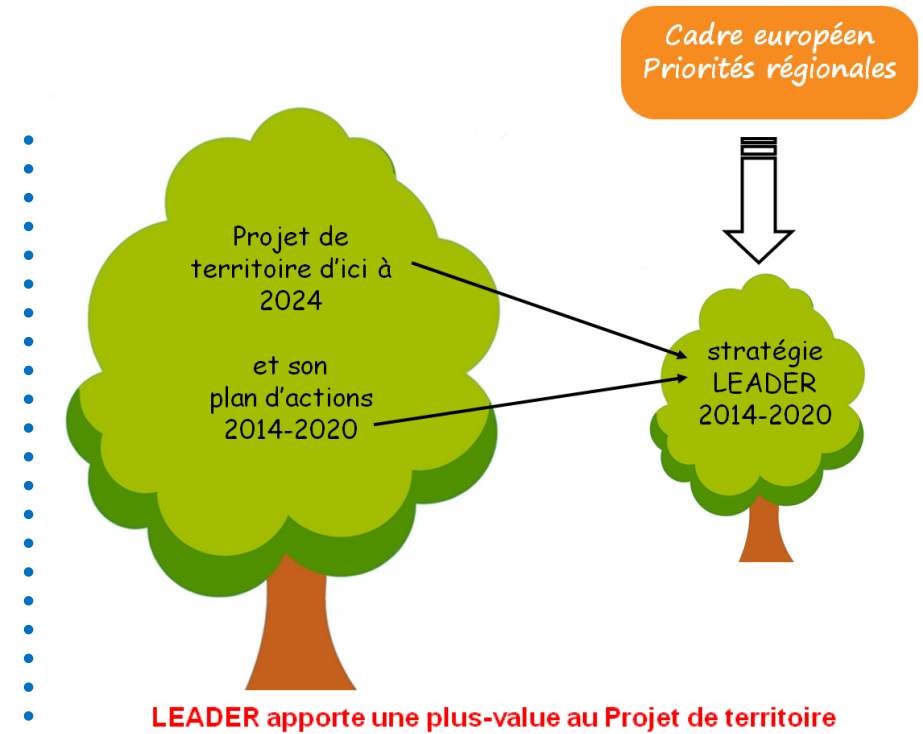 Cadre européen
Priorités régionales
Projet de
territoire d'ici à
2024
et son
plan d'actions
2014-2020
stratégie
LEADER
2014-2020
LEADER apporte une plus-value au Projet de territoire